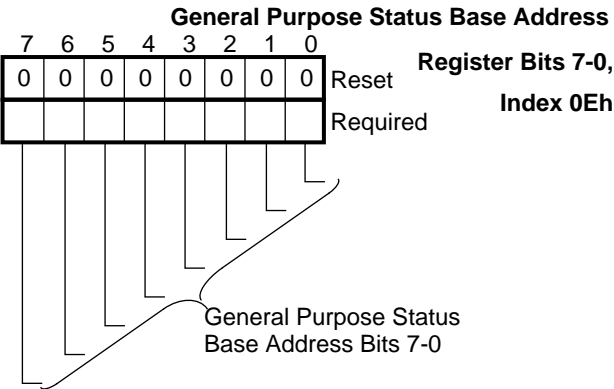 General Purpose Status Base Address
Register Bits 7-0,
Index 0Eh
7 6 5 4 3 2 1 0
0 0 0 0 0 0 0 0 Reset
Required
General Purpose Status
Base Address Bits 7-0